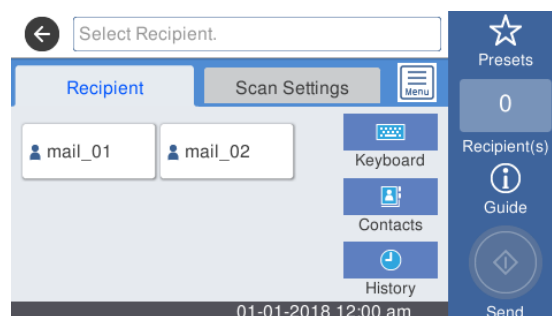 Select Recipient.
Presets
Recipient
Scan Settings
Menu
0
Recipient(s)
mail_01
mail_02
Keyboard
Guide
Contacts
History
01-01-2018 12:00 am
Send